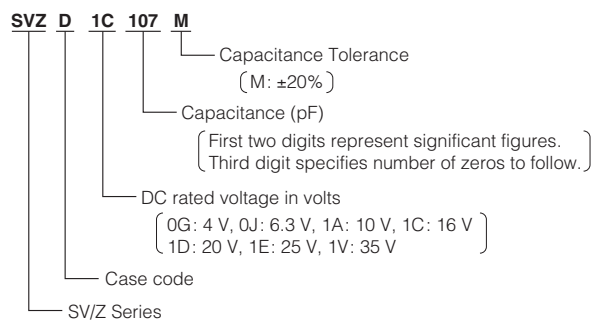 SVZ D 1C 107 M
Capacitance Tolerance
(M: ±20%)
Capacitance (pF)
(First two digits represent significant figures.
Third digit specifies number of zeros to follow.)
DC rated voltage in volts
(0G: 4 V, 0J: 6.3 V, 1A: 10 V, 1C: 16 V
1D: 20 V, 1E: 25 V, 1V: 35 V)
Case code
SV/Z Series